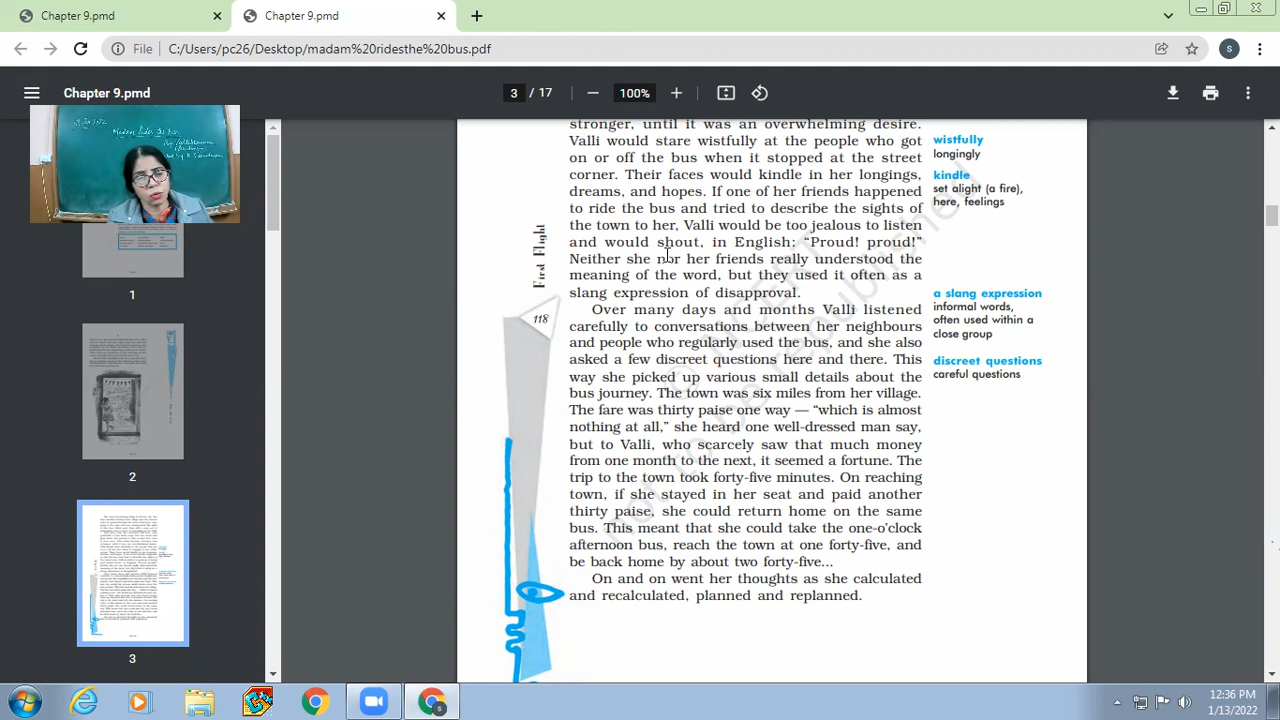 Chapter 9.pmd
Chapter 9.pmd
File
C:/Users/pc26/Desktop/madam%20ridesthe%20bus.pdf
S
Chapter 9.pmd
3 / 17
100%
Madam Rides the Bus
1
2
3
First Flight
118
stronger, until it was an overwhelming desire.
Valli would stare wistfully at the people who got
on or off the bus when it stopped at the street
corner. Their faces would kindle in her longings,
dreams, and hopes. If one of her friends happened
to ride the bus and tried to describe the sights of
the town to her, Valli would be too jealous to listen
and would shout, in English: “Proud! proud!”
Neither she nor her friends really understood the
meaning of the word, but they used it often as a
slang expression of disapproval.
Over many days and months Valli listened
carefully to conversations between her neighbours
and people who regularly used the bus, and she also
asked a few discreet questions here and there. This
way she picked up various small details about the
bus journey. The town was six miles from her village.
The fare was thirty paise one way — “which is almost
nothing at all,” she heard one well-dressed man say,
but to Valli, who scarcely saw that much money
from one month to the next, it seemed a fortune. The
trip to the town took forty-five minutes. On reaching
town, if she stayed in her seat and paid another
thirty paise, she could return home on the same
bus. This meant that she could take the one-o’clock
afternoon bus, reach the town at one forty-five, and
be back home by about two forty-five...
On and on went her thoughts as she calculated
and recalculated, planned and replanned.
wistfully
longingly
kindle
set alight (a fire),
here, feelings
a slang expression
informal words,
often used within a
close group
discreet questions
careful questions
12:36 PM
1/13/2022